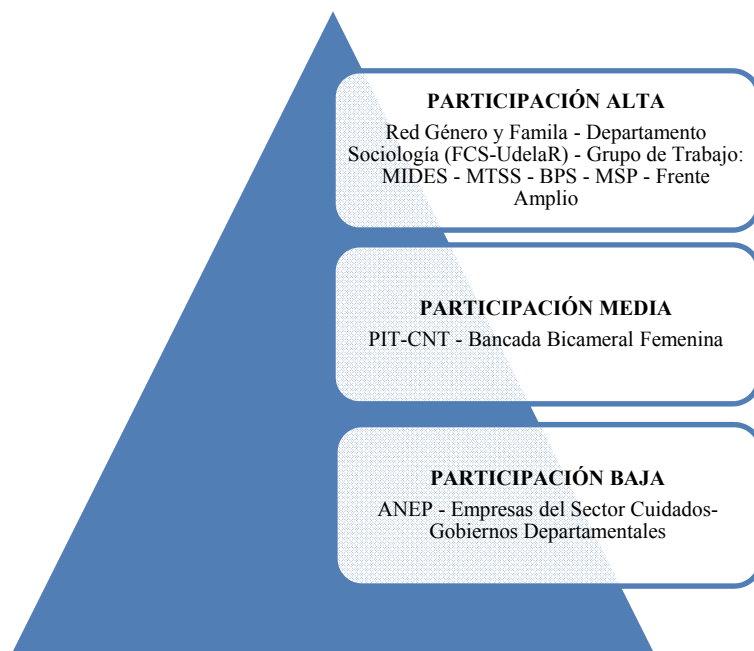 PARTICIPACIÓN ALTA
Red Género y Famila - Departamento
Sociología (FCS-UdelaR) - Grupo de Trabajo:
MIDES - MTSS - BPS - MSP - Frente
Amplio
PARTICIPACIÓN MEDIA
PIT-CNT - Bancada Bicameral Femenina
PARTICIPACIÓN BAJA
ANEP - Empresas del Sector Cuidados-
Gobiernos Departamentales